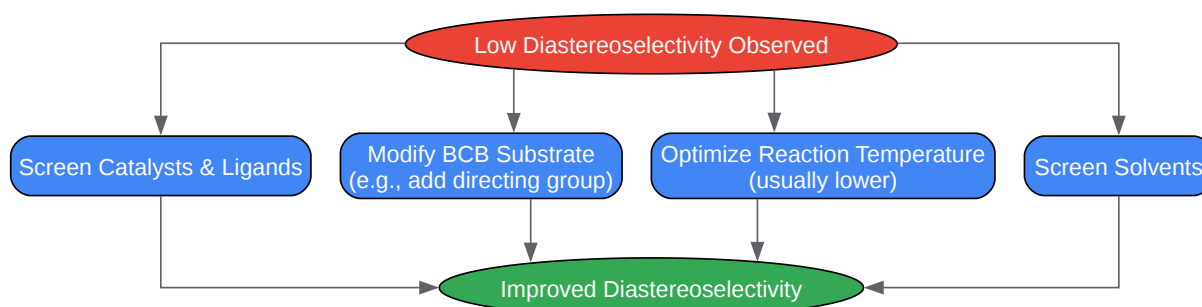 Low Diastereoselectivity Observed
Screen Catalysts & Ligands
Modify BCB Substrate
(e.g., add directing group)
Optimize Reaction Temperature
(usually lower)
Screen Solvents
Improved Diastereoselectivity